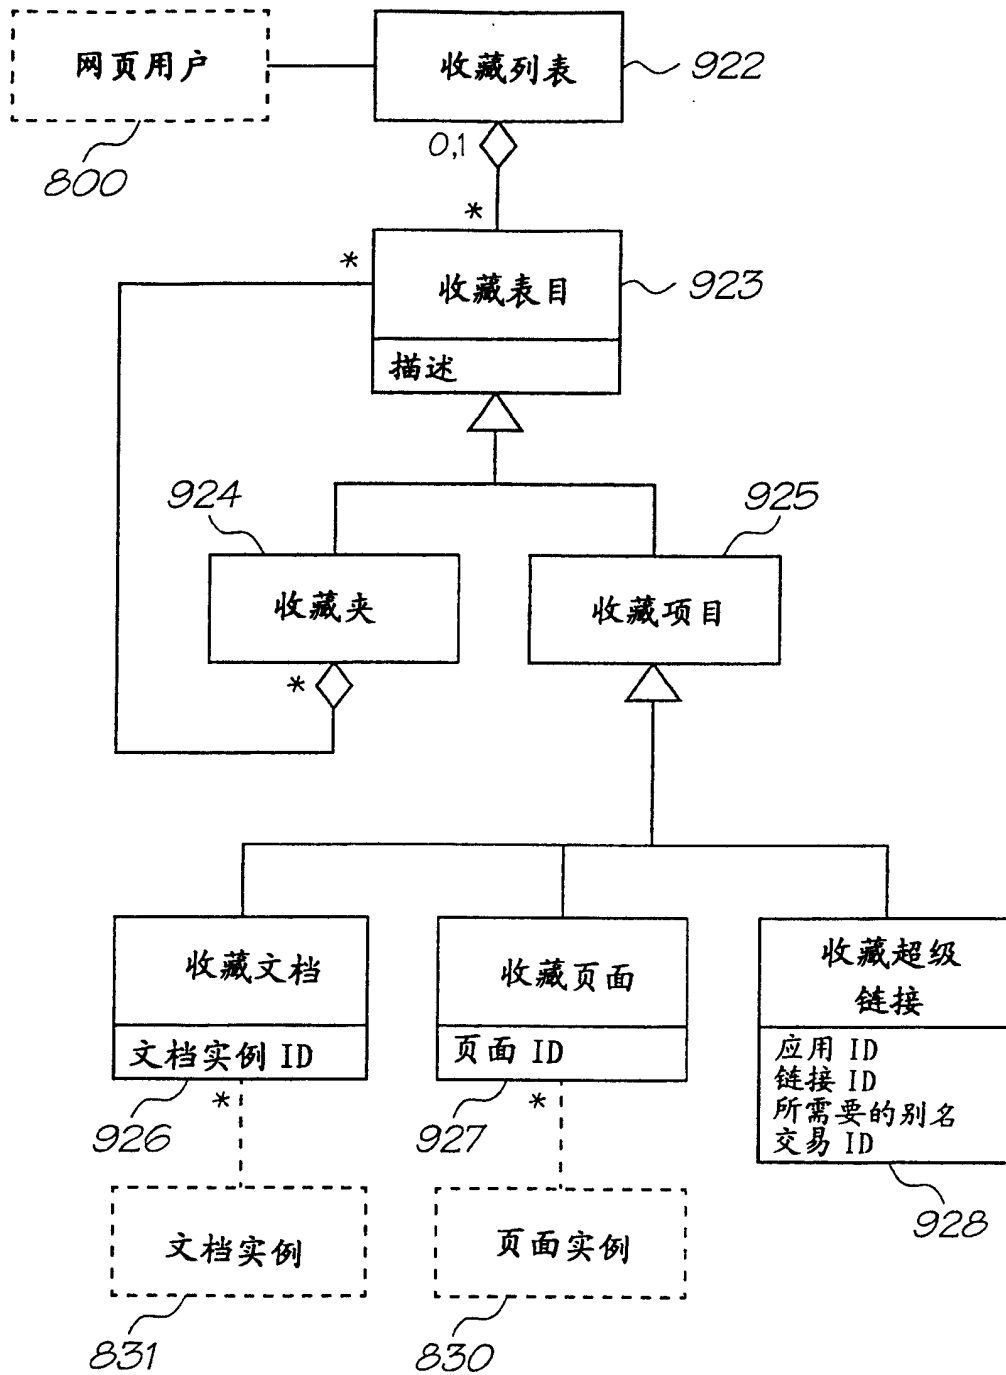 网页用户
收藏列表
922
800
0,1
*
*
收藏表目
923
描述
924
925
收藏夹
收藏项目
*
收藏文档
收藏页面
收藏超级
链接
文档实例 ID
页面 ID
应用 ID
链接 ID
所需要的别名
交易 ID
*
*
926
927
928
文档实例
页面实例
831
830